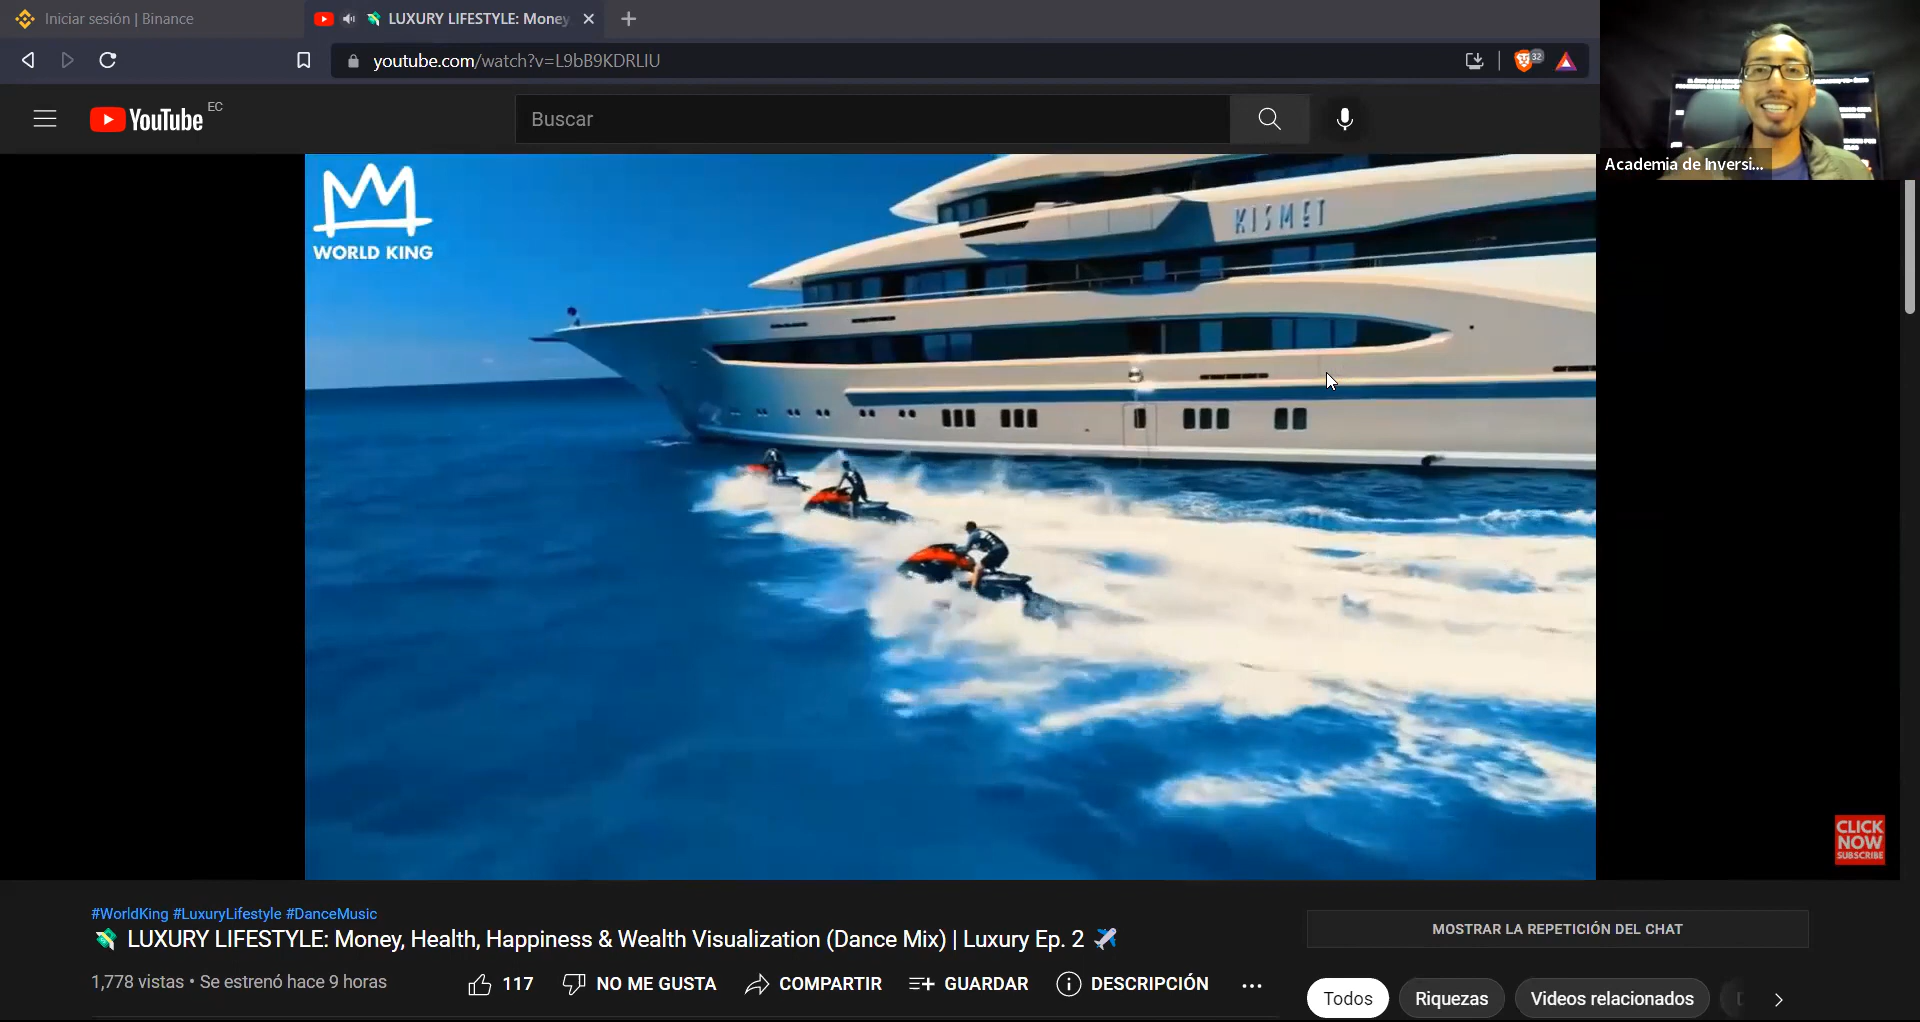 Iniciar sesión | Binance
LUXURY LIFESTYLE: Money
youtube.com/watch?v=L9bB9KDRLIU
32
YouTube
EC
Buscar
Academia de Inversi...
WORLD KING
KISMET
CLICK
NOW
SUBSCRIBE
#WorldKing #LuxuryLifestyle #DanceMusic
LUXURY LIFESTYLE: Money, Health, Happiness & Wealth Visualization (Dance Mix) | Luxury Ep. 2
1,778 vistas • Se estrenó hace 9 horas
117
NO ME GUSTA
COMPARTIR
GUARDAR
DESCRIPCIÓN
MOSTRAR LA REPETICIÓN DEL CHAT
Todos
Riquezas
Videos relacionados